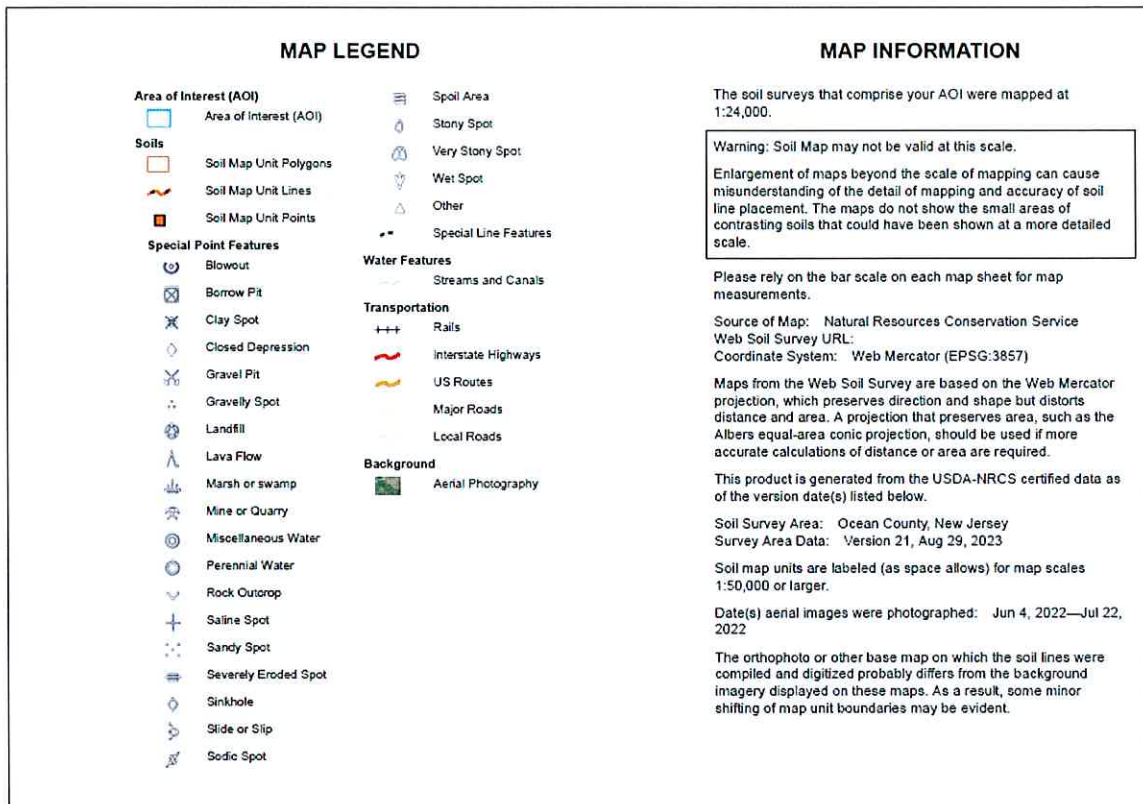 MAP LEGEND
Area of Interest (AOI)
Area of Interest (AOI)
Soils
Soil Map Unit Polygons
Soil Map Unit Lines
Soil Map Unit Points
Special Point Features
Blowout
Borrow Pit
Clay Spot
Closed Depression
Gravel Pit
Gravelly Spot
Landfill
Lava Flow
Marsh or swamp
Mine or Quarry
Miscellaneous Water
Perennial Water
Rock Outcrop
Saline Spot
Sandy Spot
Severely Eroded Spot
Sinkhole
Slide or Slip
Sodic Spot
Spoil Area
Stony Spot
Very Stony Spot
Wet Spot
Other
Special Line Features
Water Features
Streams and Canals
Transportation
Rails
Interstate Highways
US Routes
Major Roads
Local Roads
Background
Aerial Photography
MAP INFORMATION
The soil surveys that comprise your AOI were mapped at
1:24,000.
Warning: Soil Map may not be valid at this scale.
Enlargement of maps beyond the scale of mapping can cause
misunderstanding of the detail of mapping and accuracy of soil
line placement. The maps do not show the small areas of
contrasting soils that could have been shown at a more detailed
scale.
Please rely on the bar scale on each map sheet for map
measurements.
Source of Map: Natural Resources Conservation Service
Web Soil Survey URL:
Coordinate System: Web Mercator (EPSG:3857)
Maps from the Web Soil Survey are based on the Web Mercator
projection, which preserves direction and shape but distorts
distance and area. A projection that preserves area, such as the
Albers equal-area conic projection, should be used if more
accurate calculations of distance or area are required.
This product is generated from the USDA-NRCS certified data as
of the version date(s) listed below.
Soil Survey Area: Ocean County, New Jersey
Survey Area Data: Version 21, Aug 29, 2023
Soil map units are labeled (as space allows) for map scales
1:50,000 or larger.
Date(s) aerial images were photographed: Jun 4, 2022—Jul 22,
2022
The orthophoto or other base map on which the soil lines were
compiled and digitized probably differs from the background
imagery displayed on these maps. As a result, some minor
shifting of map unit boundaries may be evident.